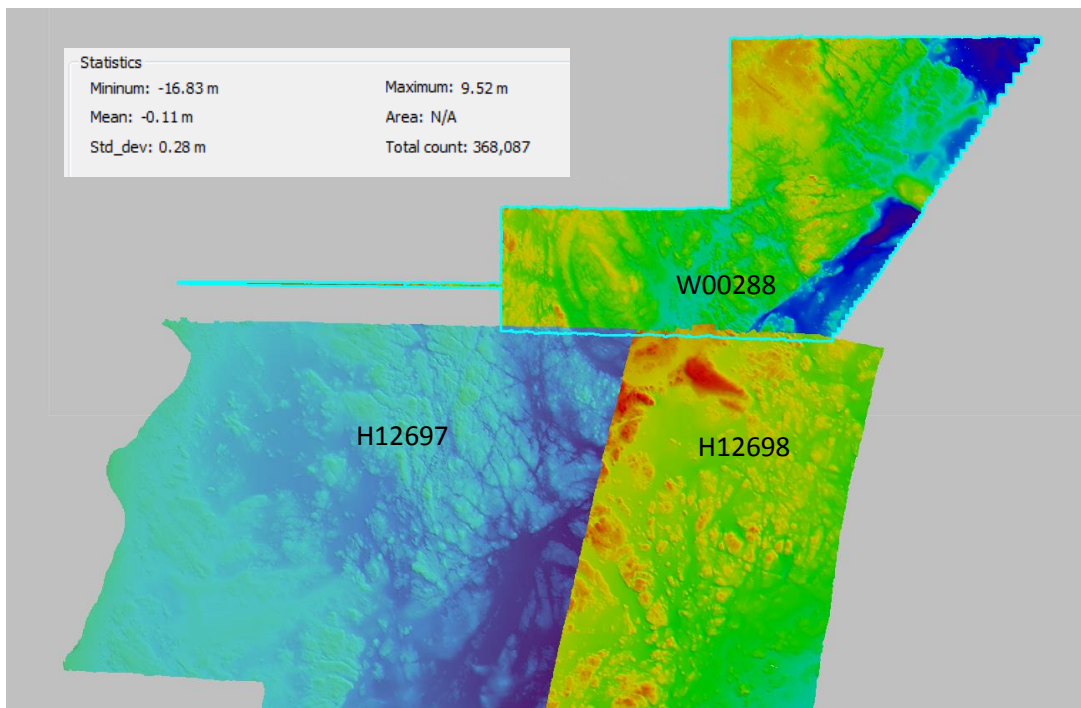 Statistics
Mininum: -16.83 m
Maximum: 9.52 m
Mean: -0.11 m
Area: N/A
Std_dev: 0.28 m
Total count: 368,087
W00288
H12697
H12698